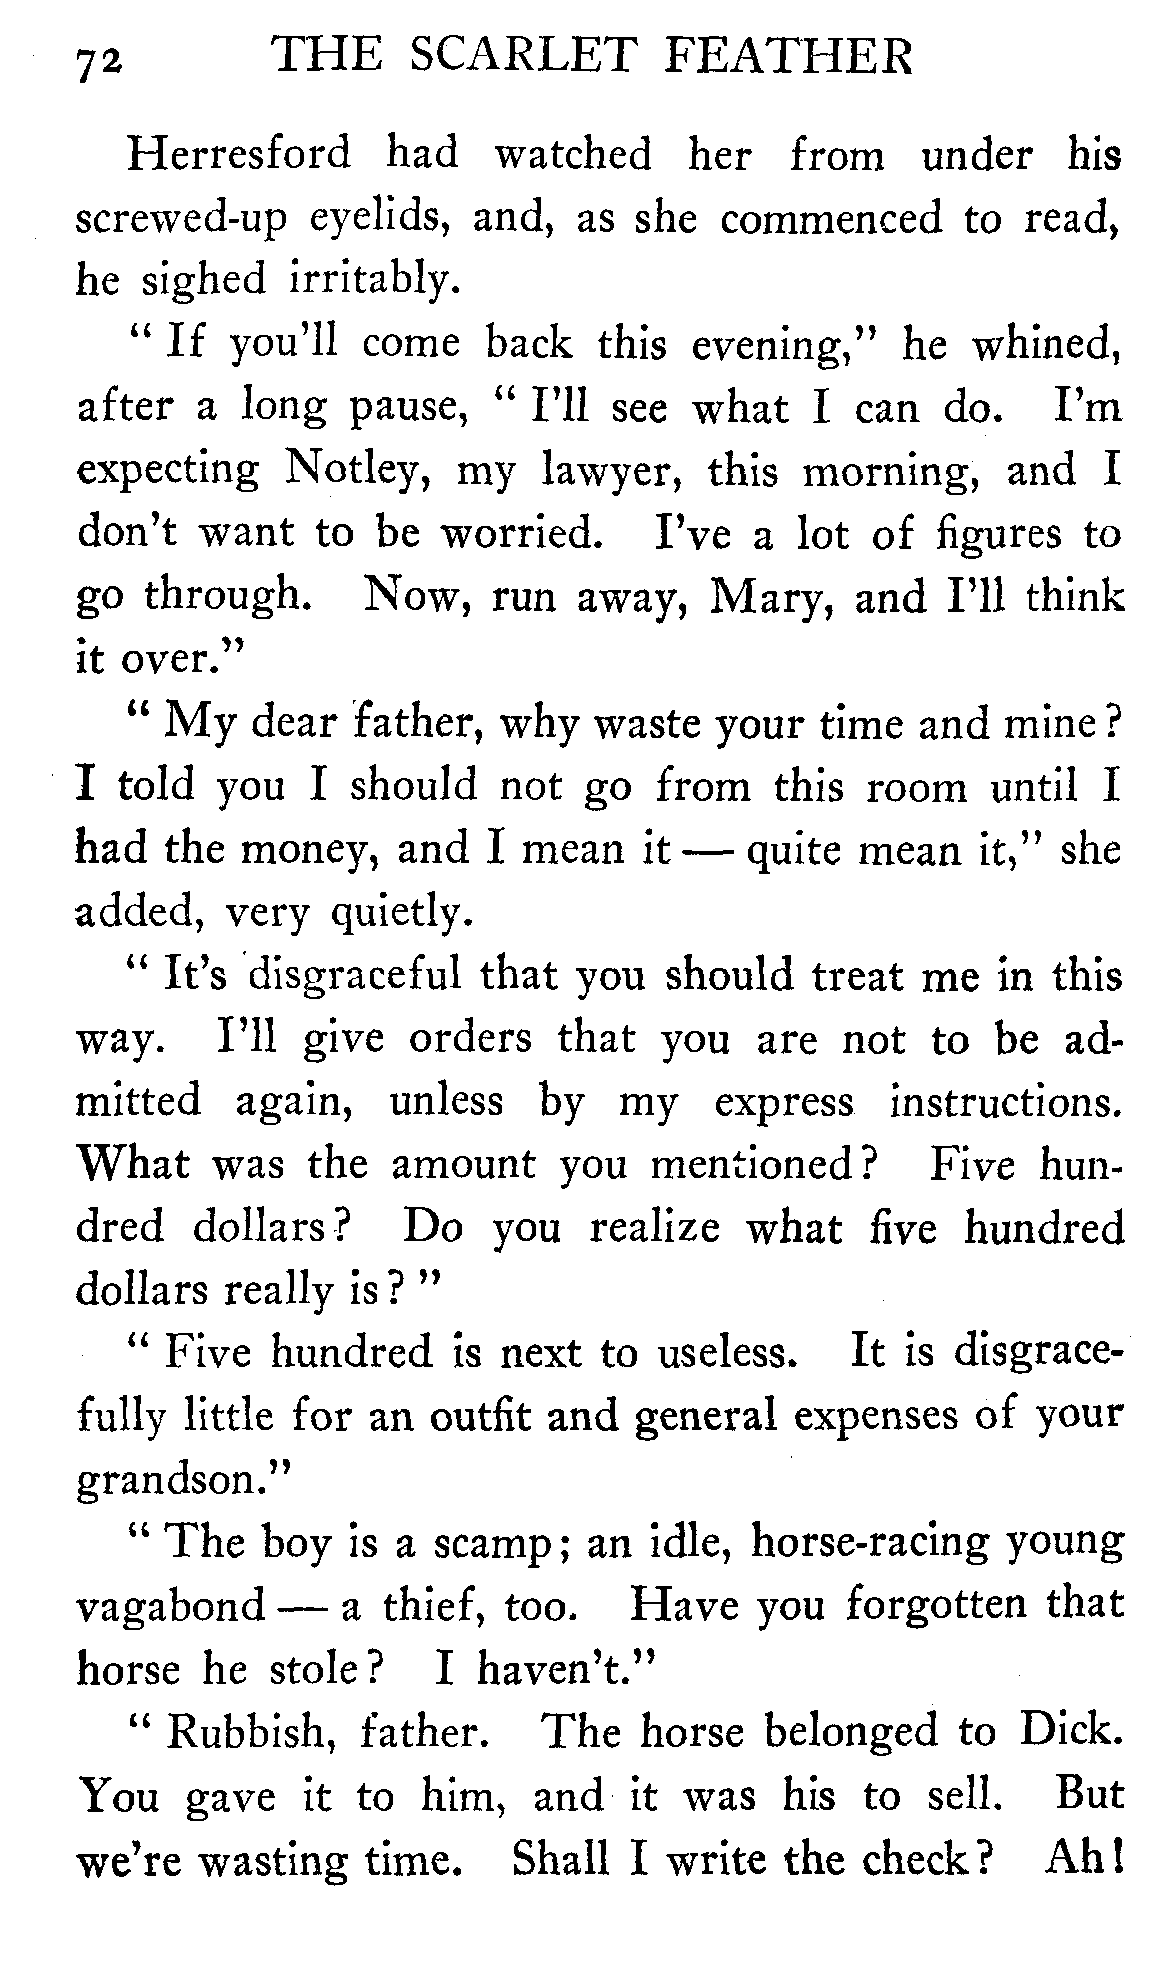 72 THE SCARLET FEATHER
Herresford had watched her from under his
screwed-up eyelids, and, as she commenced to read,
he sighed irritably.
“ If you’ll come back this evening,” he whined,
after a long pause, “ I’ll see what I can do. I’m
expecting Notley, my lawyer, this morning, and I
don’t want to be worried. I’ve a lot of figures to
go through. Now, run away, Mary, and I’ll think
it over.”
“ My dear father, why waste your time and mine ?
I told you I should not go from this room until I
had the money, and I mean it — quite mean it,” she
added, very quietly.
“ It’s disgraceful that you should treat me in this
way. I’ll give orders that you are not to be ad-
mitted again, unless by my express instructions.
What was the amount you mentioned ? Five hun-
dred dollars ? Do you realize what five hundred
dollars really is ? ”
“ Five hundred is next to useless. It is disgrace-
fully little for an outfit and general expenses of your
grandson.”
“ The boy is a scamp ; an idle, horse-racing young
vagabond — a thief, too. Have you forgotten that
horse he stole ? I haven’t.”
“ Rubbish, father. The horse belonged to Dick.
You gave it to him, and it was his to sell. But
we’re wasting time. Shall I write the check ? Ah !